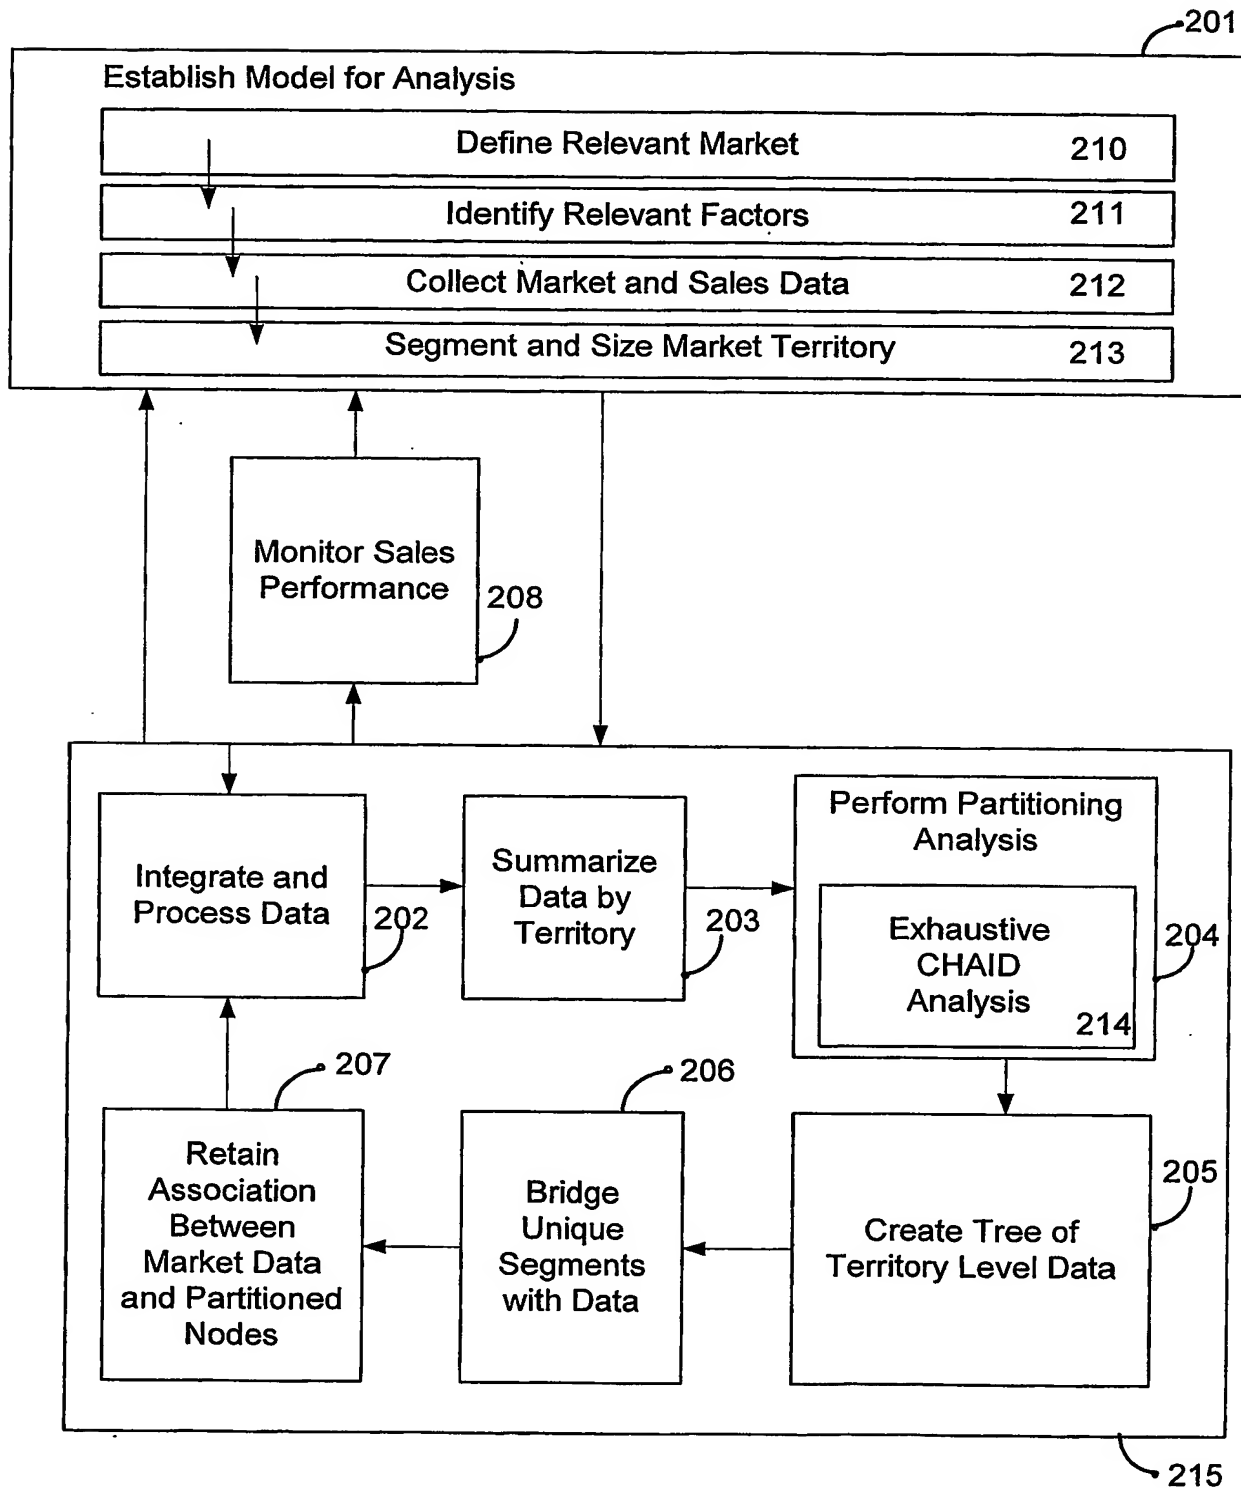 201
Establish Model for Analysis
Define Relevant Market 210
Identify Relevant Factors 211
Collect Market and Sales Data 212
Segment and Size Market Territory 213
Monitor Sales
Performance
208
Integrate and
Process Data
202
Summarize
Data by
Territory
203
Perform Partitioning
Analysis
Exhaustive
CHAID
Analysis
214
204
207
Retain
Association
Between
Market Data
and Partitioned
Nodes
206
Bridge
Unique
Segments
with Data
205
Create Tree of
Territory Level Data
215